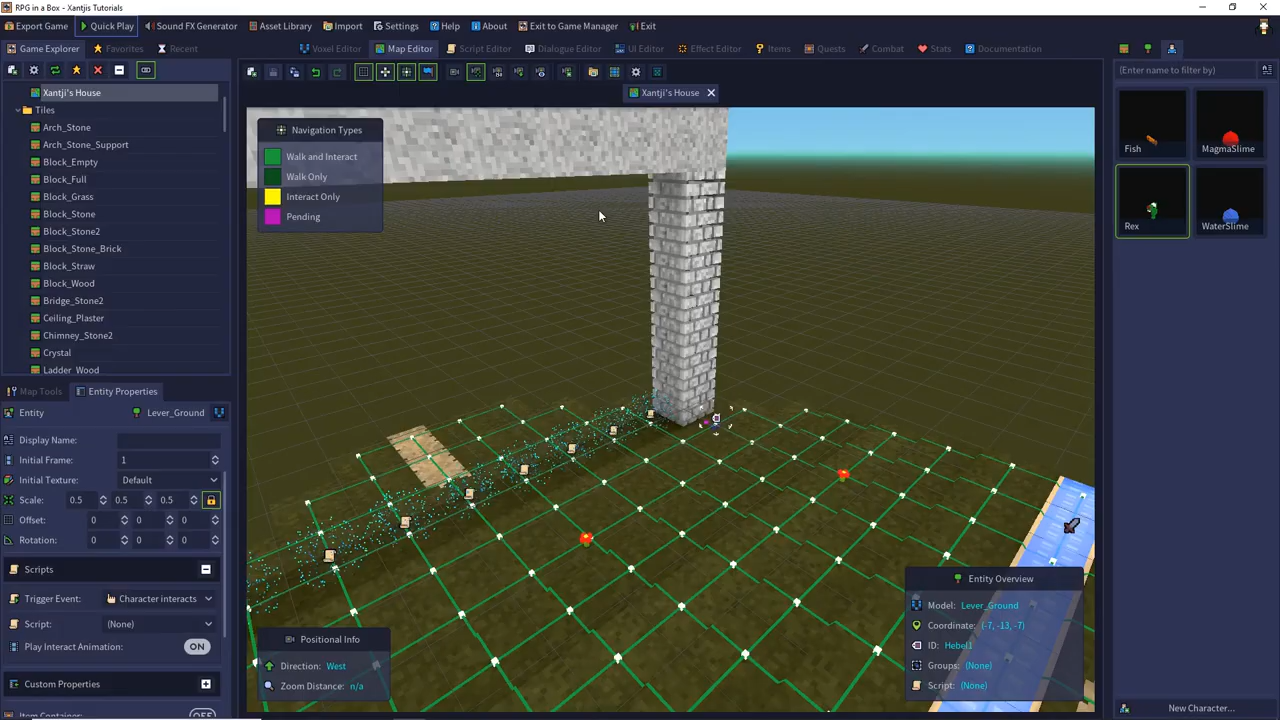 RPG in a Box - Xantjis Tutorials
Export Game Quick Play Sound FX Generator Asset Library Import Settings Help About Exit to Game Manager Exit
Game Explorer Favorites Recent Voxel Editor Map Editor Script Editor Dialogue Editor UI Editor Effect Editor Items Quests Combat Stats Documentation
(Enter name to filter by)
Xantji's House
Xantji's House
Tiles
Arch_Stone
Arch_Stone_Support
Block_Empty
Block_Full
Block_Grass
Block_Stone
Block_Stone2
Block_Stone_Brick
Block_Straw
Block_Wood
Bridge_Stone2
Ceiling_Plaster
Chimney_Stone2
Crystal
Ladder_Wood
Map Tools Entity Properties
Entity Lever_Ground
Display Name:
Initial Frame: 1
Initial Texture: Default
Scale: 0.5 0.5 0.5
Offset: 0 0 0
Rotation: 0 0 0
Scripts
Trigger Event: Character interacts
Script: (None)
Play Interact Animation: ON
Custom Properties
Item Container: OFF
Navigation Types
Walk and Interact
Walk Only
Interact Only
Pending
Positional Info
Direction: West
Zoom Distance: n/a
Entity Overview
Model: Lever_Ground
Coordinate: (-7, -13, -7)
ID: Hebel1
Groups: (None)
Script: (None)
Fish
MagmaSlime
Rex
WaterSlime
New Character...